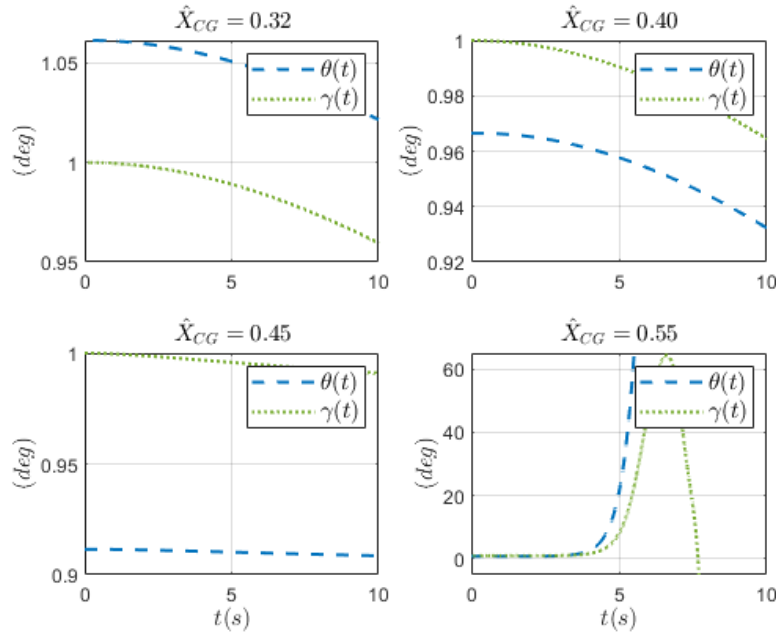 X̂_CG = 0.32
1.05
1
0.95
0
5
10
(deg)
θ(t)
γ(t)
X̂_CG = 0.40
1
0.98
0.96
0.94
0.92
0
5
10
(deg)
θ(t)
γ(t)
X̂_CG = 0.45
1
0.95
0.9
0
5
10
(deg)
t(s)
θ(t)
γ(t)
X̂_CG = 0.55
60
40
20
0
0
5
10
(deg)
t(s)
θ(t)
γ(t)